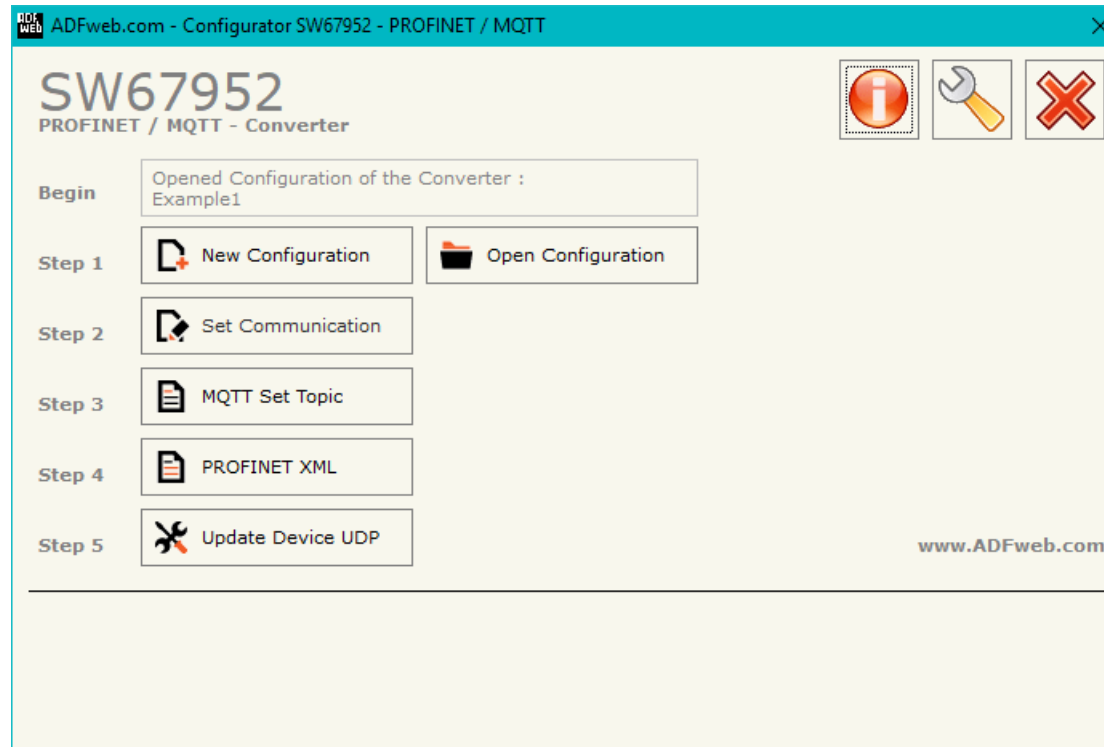 ADF
WEB
ADFweb.com - Configurator SW67952 - PROFINET / MQTT
SW67952
PROFINET / MQTT - Converter
Begin
Opened Configuration of the Converter :
Example1
Step 1
New Configuration
Open Configuration
Step 2
Set Communication
Step 3
MQTT Set Topic
Step 4
PROFINET XML
Step 5
Update Device UDP
www.ADFweb.com